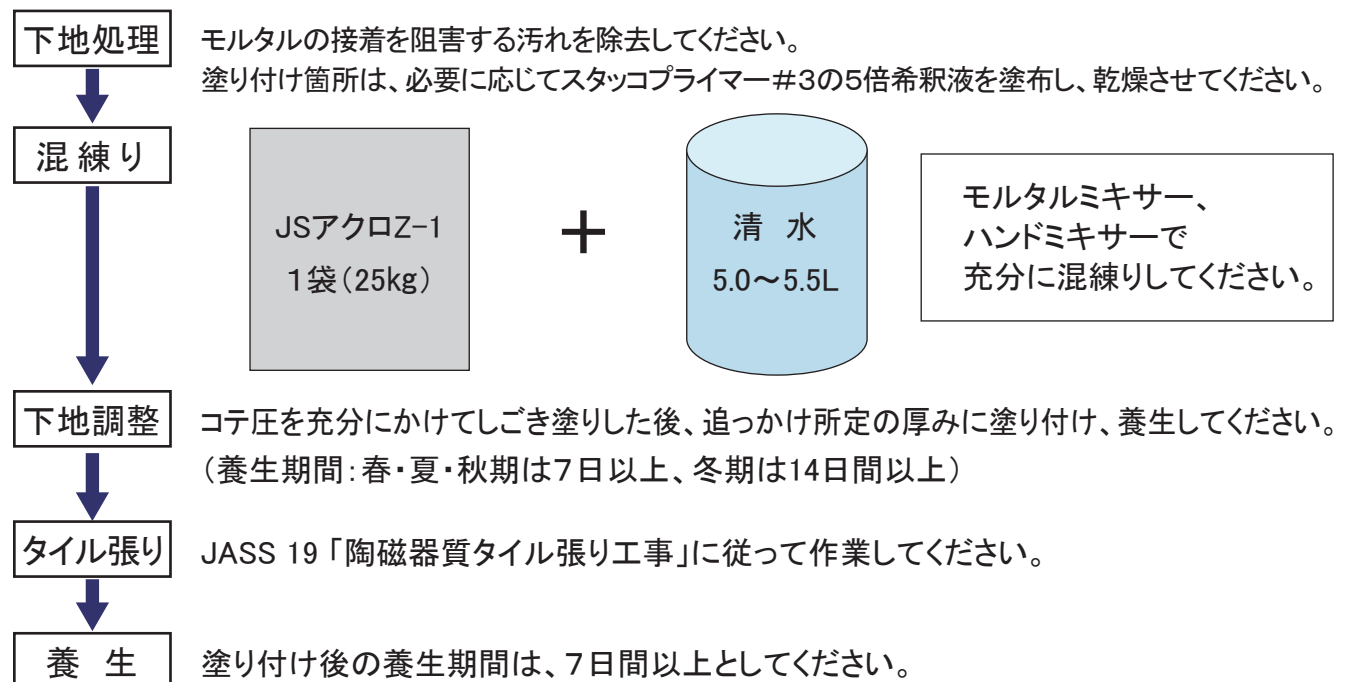 下地処理
モルタルの接着を阻害する汚れを除去してください。
塗り付け箇所は、必要に応じてスタッコプライマー＃３の５倍希釈液を塗布し、乾燥させてください。
混 練 り
JSアクロZ-1
１袋（25kg）
＋
清 水
5.0～5.5L
モルタルミキサー、
ハンドミキサーで
充分に混練りしてください。
下地調整
コテ圧を充分にかけてしごき塗りした後、追っかけ所定の厚みに塗り付け、養生してください。
（養生期間：春・夏・秋期は７日以上、冬期は14日間以上）
タイル張り
JASS 19 「陶磁器質タイル張り工事」に従って作業してください。
養 生
塗り付け後の養生期間は、７日間以上としてください。